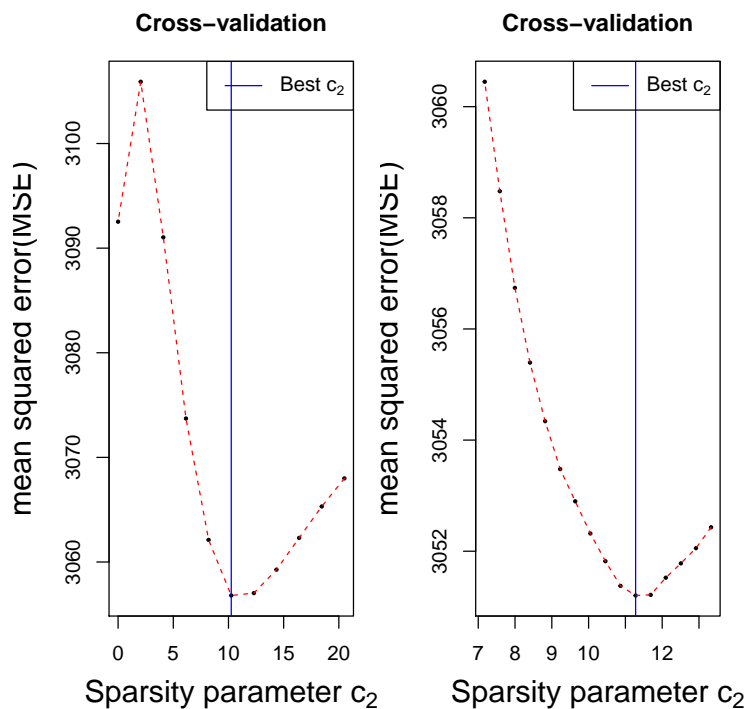 Cross−validation
Best c2
mean squared error(MSE)
3060 3070 3080 3090 3100
0 5 10 15 20
Sparsity parameter c2
Cross−validation
Best c2
mean squared error(MSE)
3052 3054 3056 3058 3060
7 8 9 10 12
Sparsity parameter c2